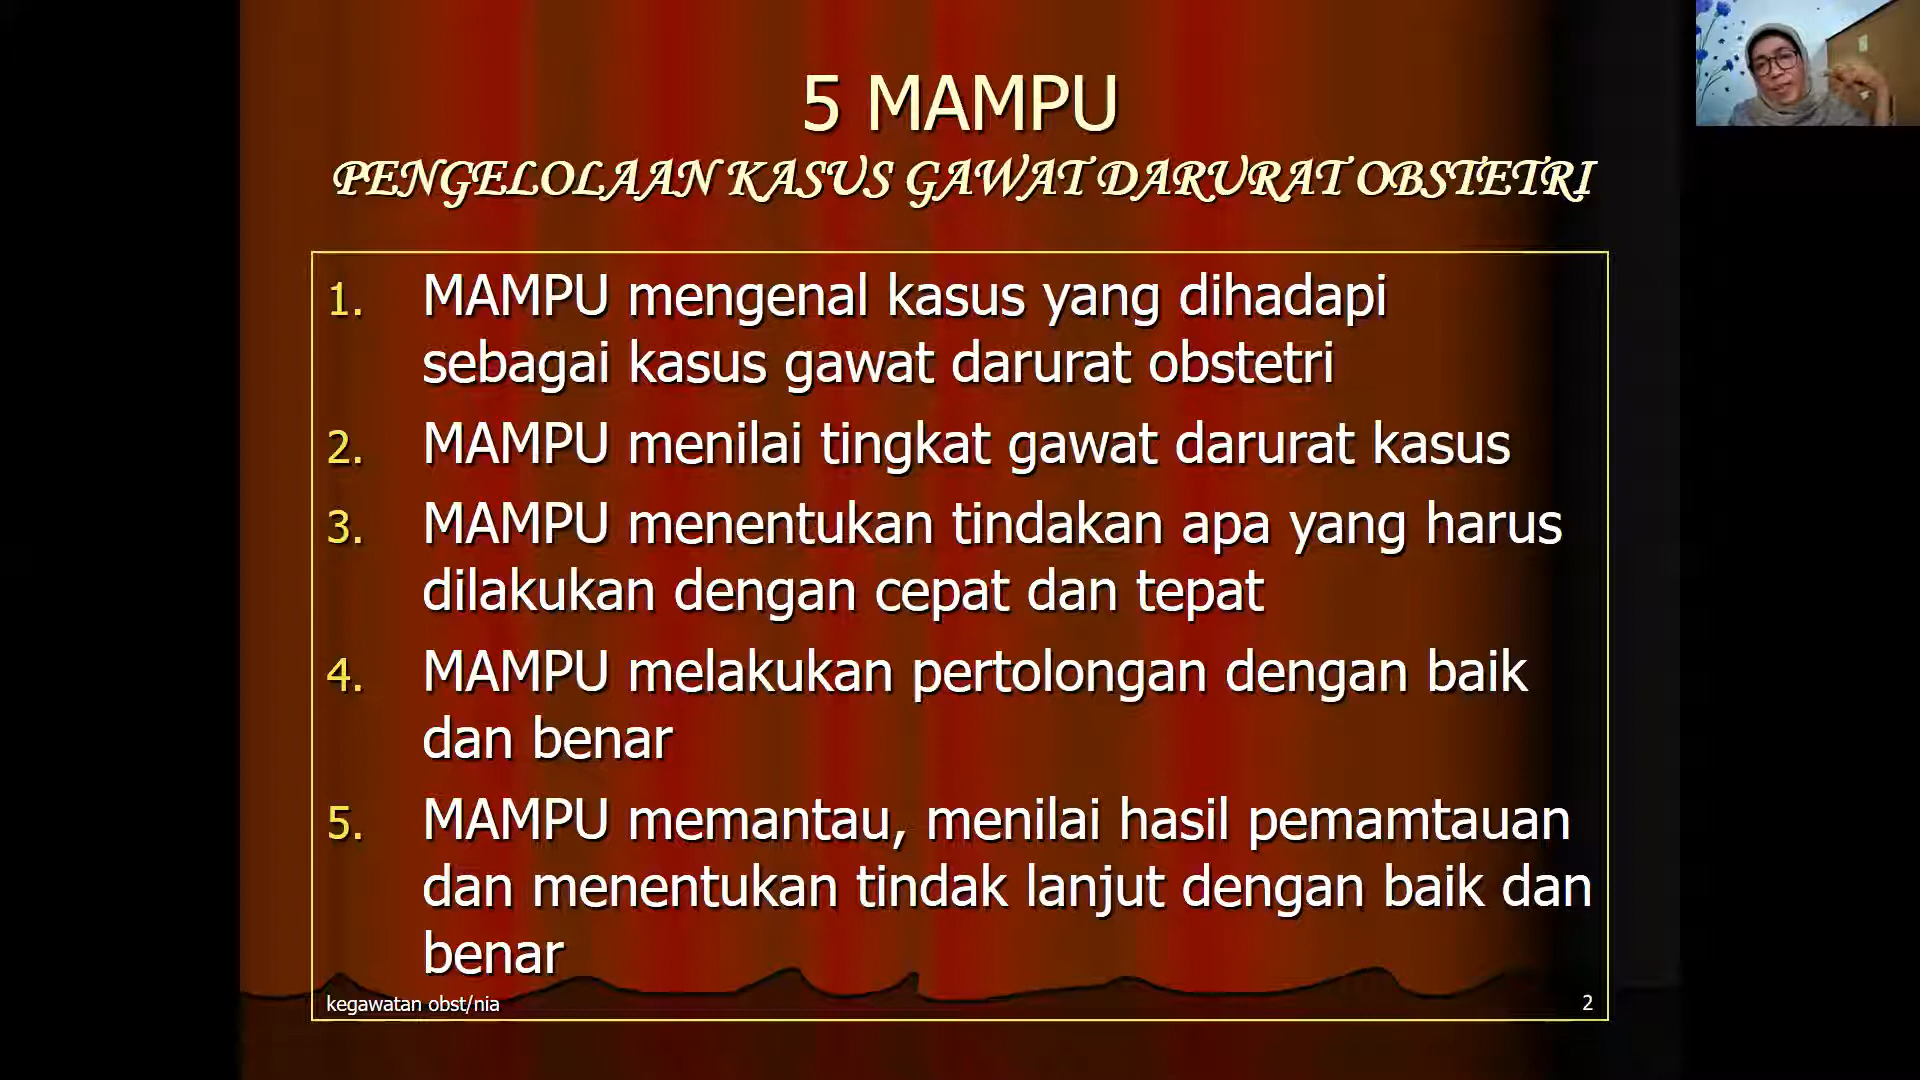 5 MAMPU
PENGELOLAAN KASUS GAWAT DARURAT OBSTETRI
1. MAMPU mengenal kasus yang dihadapi
sebagai kasus gawat darurat obstetri
2. MAMPU menilai tingkat gawat darurat kasus
3. MAMPU menentukan tindakan apa yang harus
dilakukan dengan cepat dan tepat
4. MAMPU melakukan pertolongan dengan baik
dan benar
5. MAMPU memantau, menilai hasil pemamtauan
dan menentukan tindak lanjut dengan baik dan
benar
kegawatan obst/nia
2